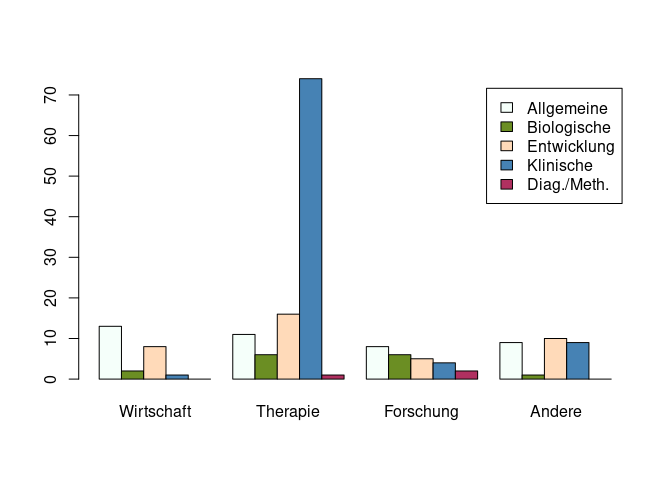 70
60
50
40
30
20
10
0
Allgemeine
Biologische
Entwicklung
Klinische
Diag./Meth.
Wirtschaft Therapie Forschung Andere